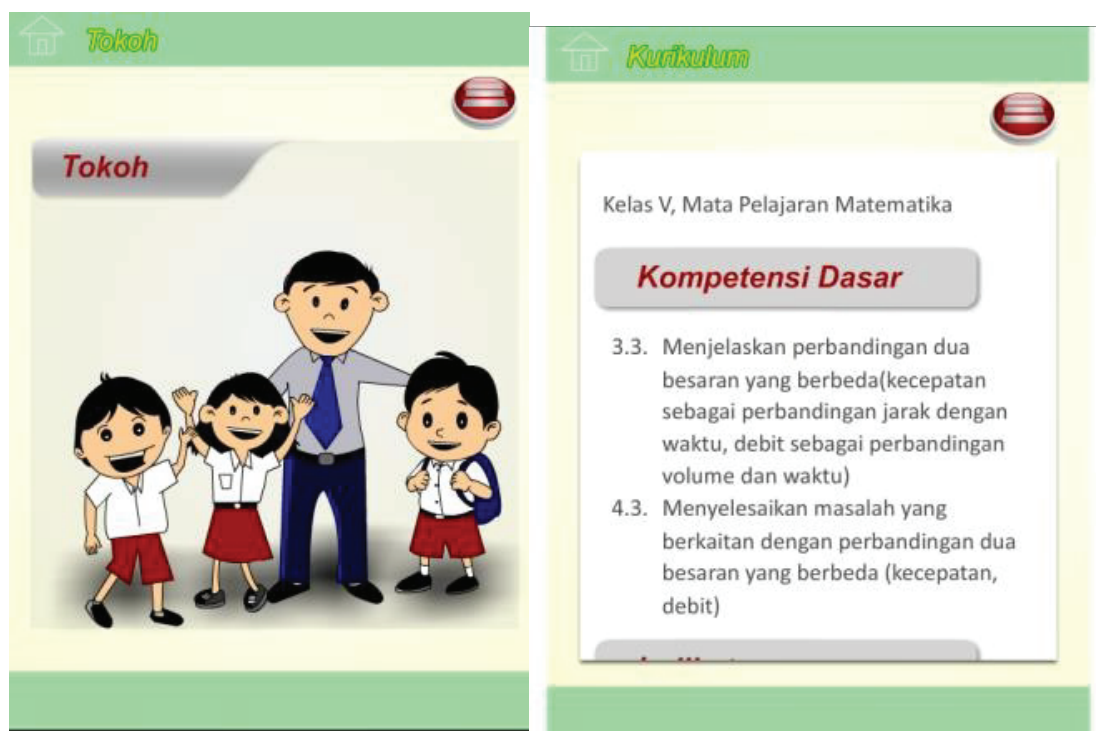 Tokoh
Tokoh
Kurikulum
Kelas V, Mata Pelajaran Matematika
Kompetensi Dasar
3.3. Menjelaskan perbandingan dua
besaran yang berbeda(kecepatan
sebagai perbandingan jarak dengan
waktu, debit sebagai perbandingan
volume dan waktu)
4.3. Menyelesaikan masalah yang
berkaitan dengan perbandingan dua
besaran yang berbeda (kecepatan,
debit)